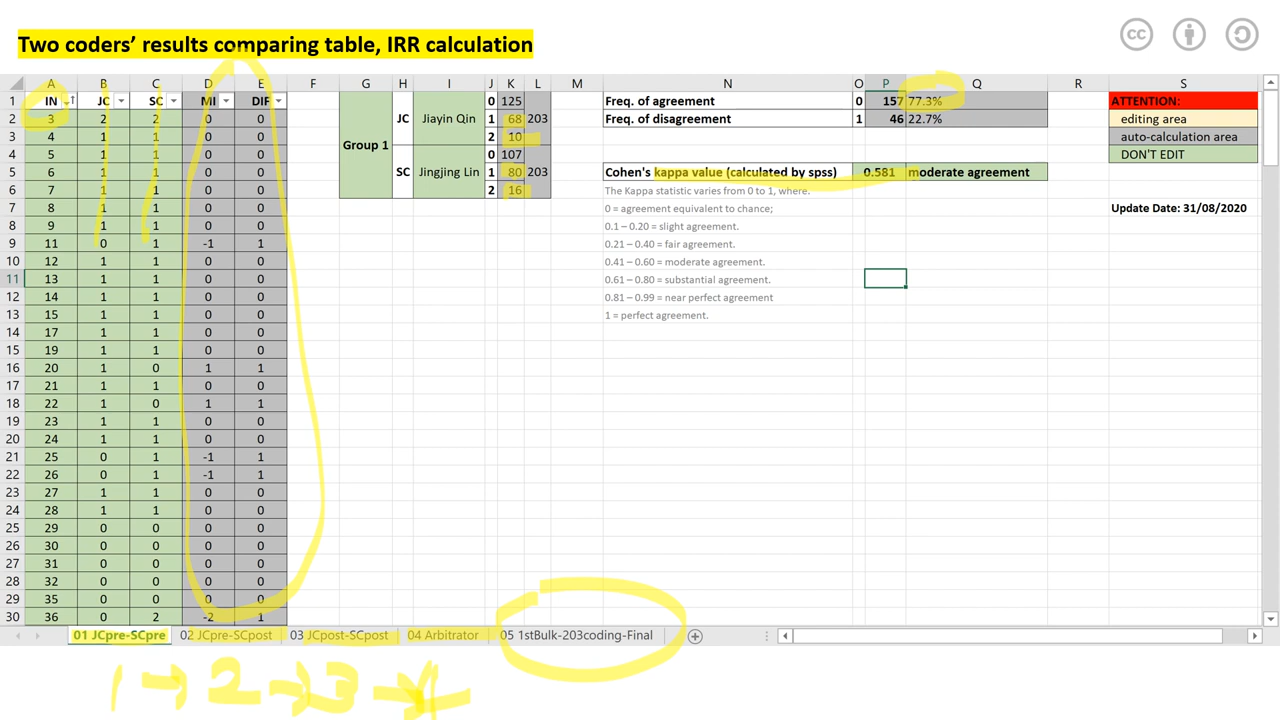 Two coders' results comparing table, IRR calculation
A B C D E F G H I J K L M N O P Q R S
1 IN JC SC MI DIF 0 125 Freq. of agreement 0 157 77.3% ATTENTION:
2 3 2 2 0 0 JC Jiayin Qin 1 68 203 Freq. of disagreement 1 46 22.7% editing area
3 4 1 1 0 0 2 10 auto-calculation area
4 5 1 1 0 0 Group 1 0 107 DON'T EDIT
5 6 1 1 0 0 SC Jingjing Lin 1 80 203 Cohen's kappa value (calculated by spss) 0.581 moderate agreement
6 7 1 1 0 0 2 16 The Kappa statistic varies from 0 to 1, where.
7 8 1 1 0 0 0 = agreement equivalent to chance; Update Date: 31/08/2020
8 9 1 1 0 0 0.1 – 0.20 = slight agreement.
9 11 0 1 -1 1 0.21 – 0.40 = fair agreement.
10 12 1 1 0 0 0.41 – 0.60 = moderate agreement.
11 13 1 1 0 0 0.61 – 0.80 = substantial agreement.
12 14 1 1 0 0 0.81 – 0.99 = near perfect agreement
13 15 1 1 0 0 1 = perfect agreement.
14 17 1 1 0 0
15 19 1 1 0 0
16 20 1 0 1 1
17 21 1 1 0 0
18 22 1 0 1 1
19 23 1 1 0 0
20 24 1 1 0 0
21 25 0 1 -1 1
22 26 0 1 -1 1
23 27 1 1 0 0
24 28 1 1 0 0
25 29 0 0 0 0
26 30 0 0 0 0
27 31 0 0 0 0
28 32 0 0 0 0
29 35 0 0 0 0
30 36 0 2 -2 1
01 JCpre-SCpre 02 JCpre-SCpost 03 JCpost-SCpost 04 Arbitrator 05 1stBulk-203coding-Final
1 → 2 → 3 → 4